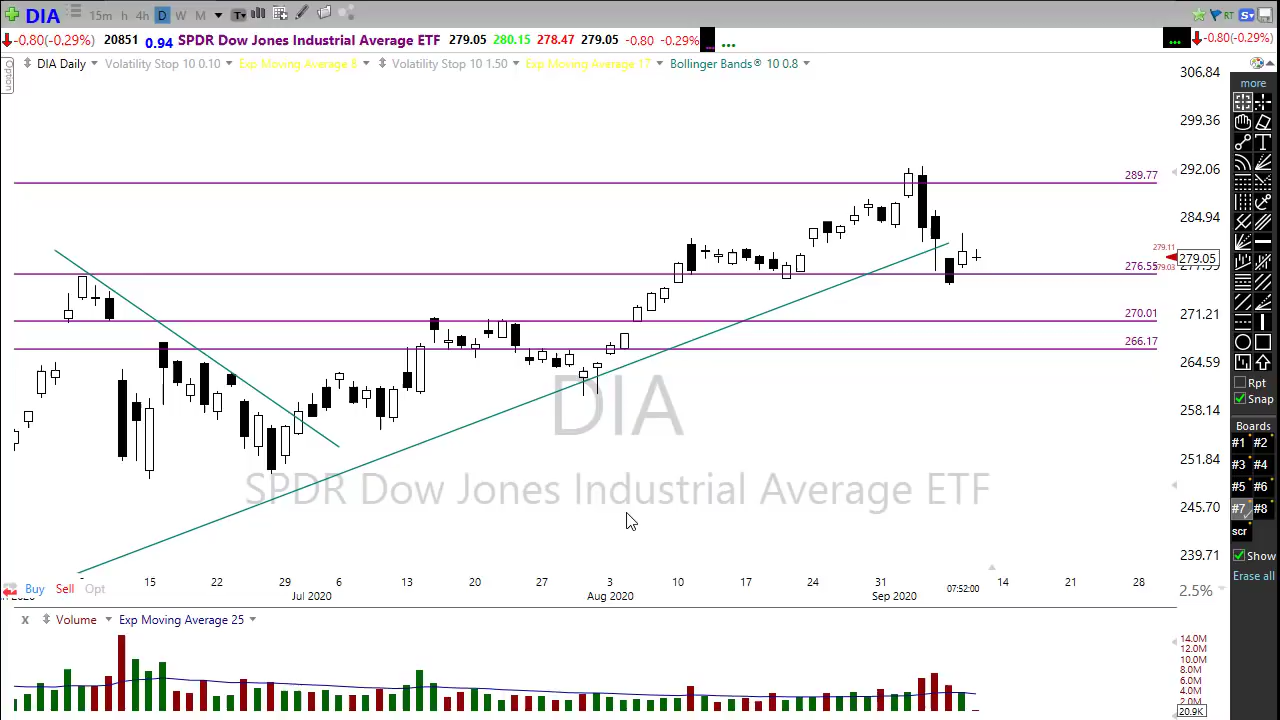 DIA 15m h 4h D W M T RT S
-0.80(-0.29%) 20851 0.94 SPDR Dow Jones Industrial Average ETF 279.05 280.15 278.47 279.05 -0.80 -0.29% ... ... -0.80(-0.29%)
Option
DIA Daily Volatility Stop 10 0.10 Exp Moving Average 8 Volatility Stop 10 1.50 Exp Moving Average 17 Bollinger Bands® 10 0.8
306.84
299.36
292.06
289.77
284.94
279.11
279.05
276.55
279.03
271.21
270.01
266.17
264.59
258.14
251.84
245.70
239.71
DIA
SPDR Dow Jones Industrial Average ETF
15 22 29 6 13 20 27 3 10 17 24 31 14 21 28
Jul 2020 Aug 2020 Sep 2020 07:52:00
Buy Sell Opt
2.5%
x Volume Exp Moving Average 25
14.0M
12.0M
10.0M
8.0M
6.0M
4.0M
2.0M
20.9K
more
T
Rpt
Snap
Boards
#1 #2
#3 #4
#5 #6
#7 #8
scr
Show
Erase all